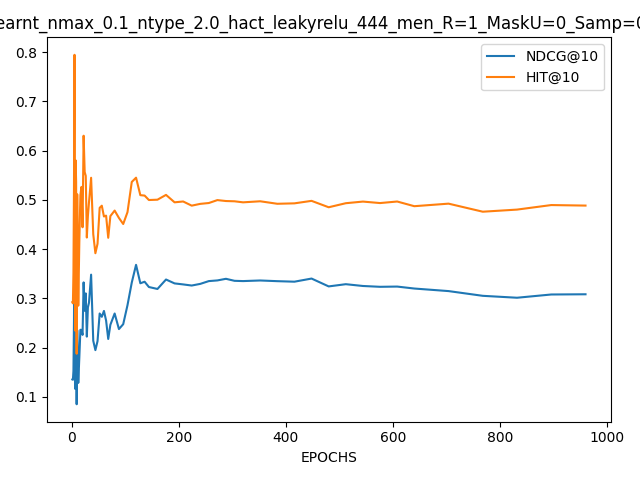 earnt_nmax_0.1_ntype_2.0_hact_leakyrelu_444_men_R=1_MaskU=0_Samp=0
NDCG@10
HIT@10
0.8
0.7
0.6
0.5
0.4
0.3
0.2
0.1
0 200 400 600 800 1000
EPOCHS